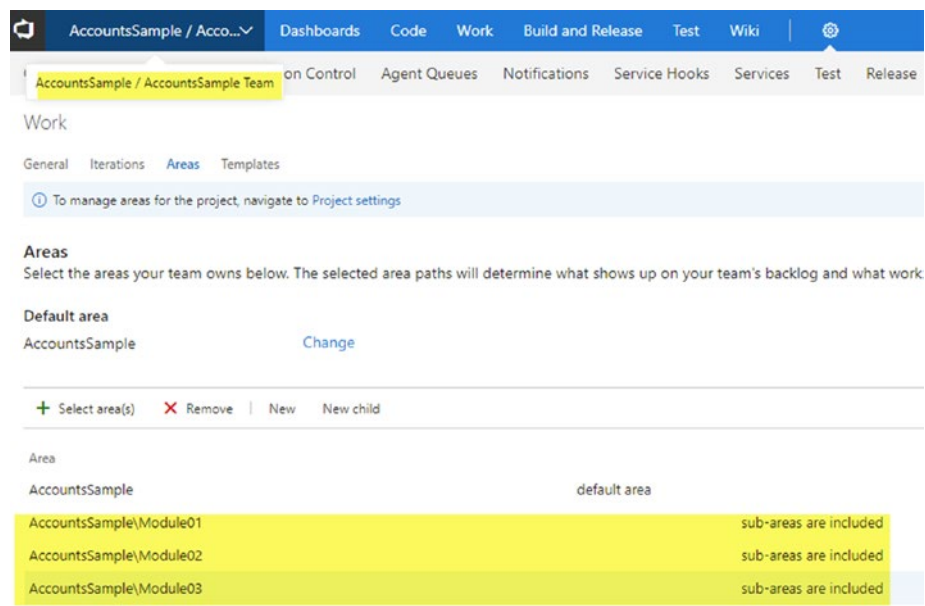 AccountsSample / Acco... Dashboards Code Work Build and Release Test Wiki
on Control Agent Queues Notifications Service Hooks Services Test Release
AccountsSample / AccountsSample Team
Work
General Iterations Areas Templates
To manage areas for the project, navigate to Project settings
Areas
Select the areas your team owns below. The selected area paths will determine what shows up on your team's backlog and what work
Default area
AccountsSample Change
Select area(s) Remove New New child
Area
AccountsSample default area
AccountsSample\Module01 sub-areas are included
AccountsSample\Module02 sub-areas are included
AccountsSample\Module03 sub-areas are included